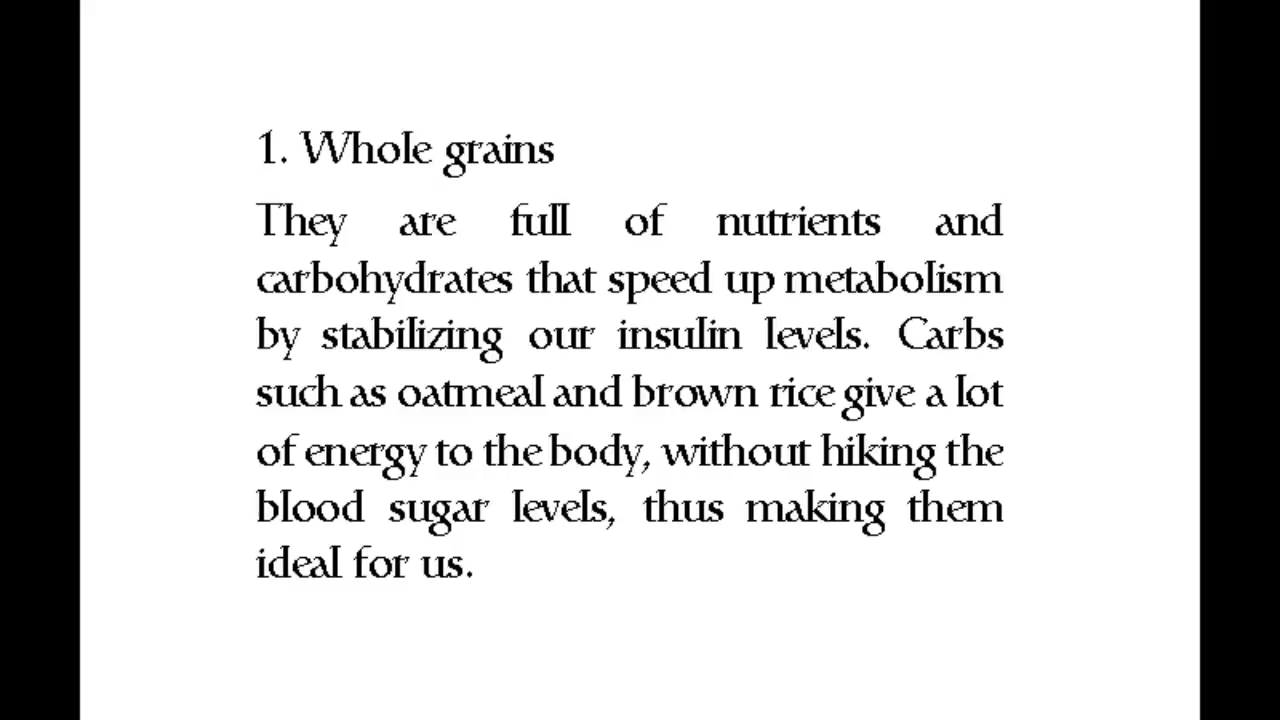 1. Whole grains
They are full of nutrients and
carbohydrates that speed up metabolism
by stabilizing our insulin levels. Carbs
such as oatmeal and brown rice give a lot
of energy to the body, without hiking the
blood sugar levels, thus making them
ideal for us.